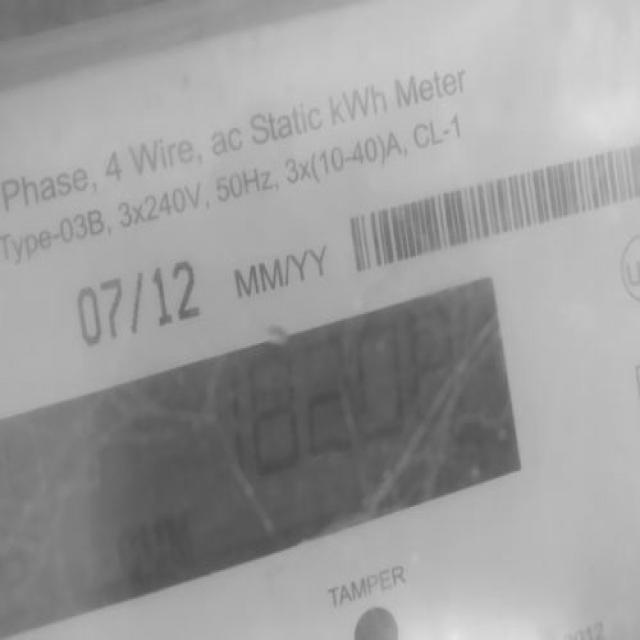 Phase, 4 Wire, ac Static kWh Meter
Type-03B, 3x240V, 50Hz, 3x(10-40)A, CL-1
07/12 MM/YY
TAMPER